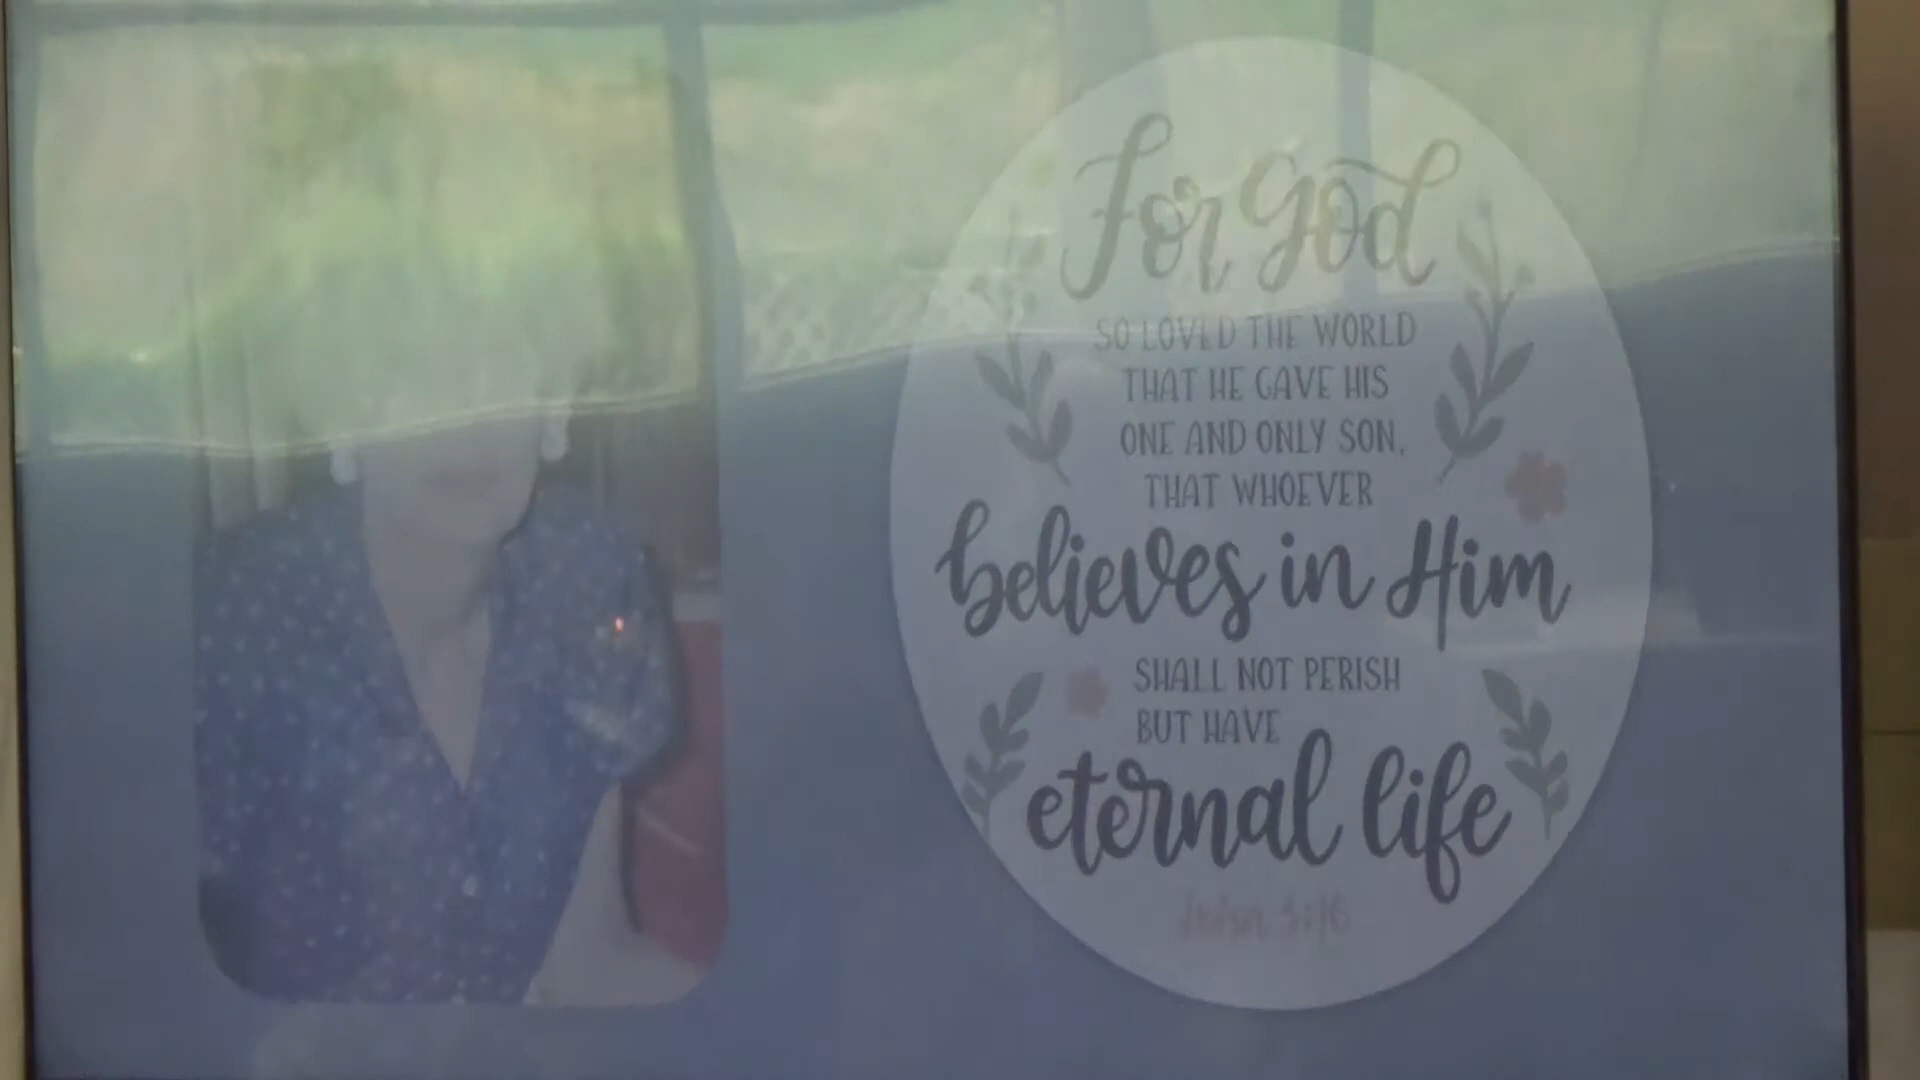 For God
SO LOVED THE WORLD
THAT HE GAVE HIS
ONE AND ONLY SON,
THAT WHOEVER
believes in Him
SHALL NOT PERISH
BUT HAVE
eternal life
John 3:16